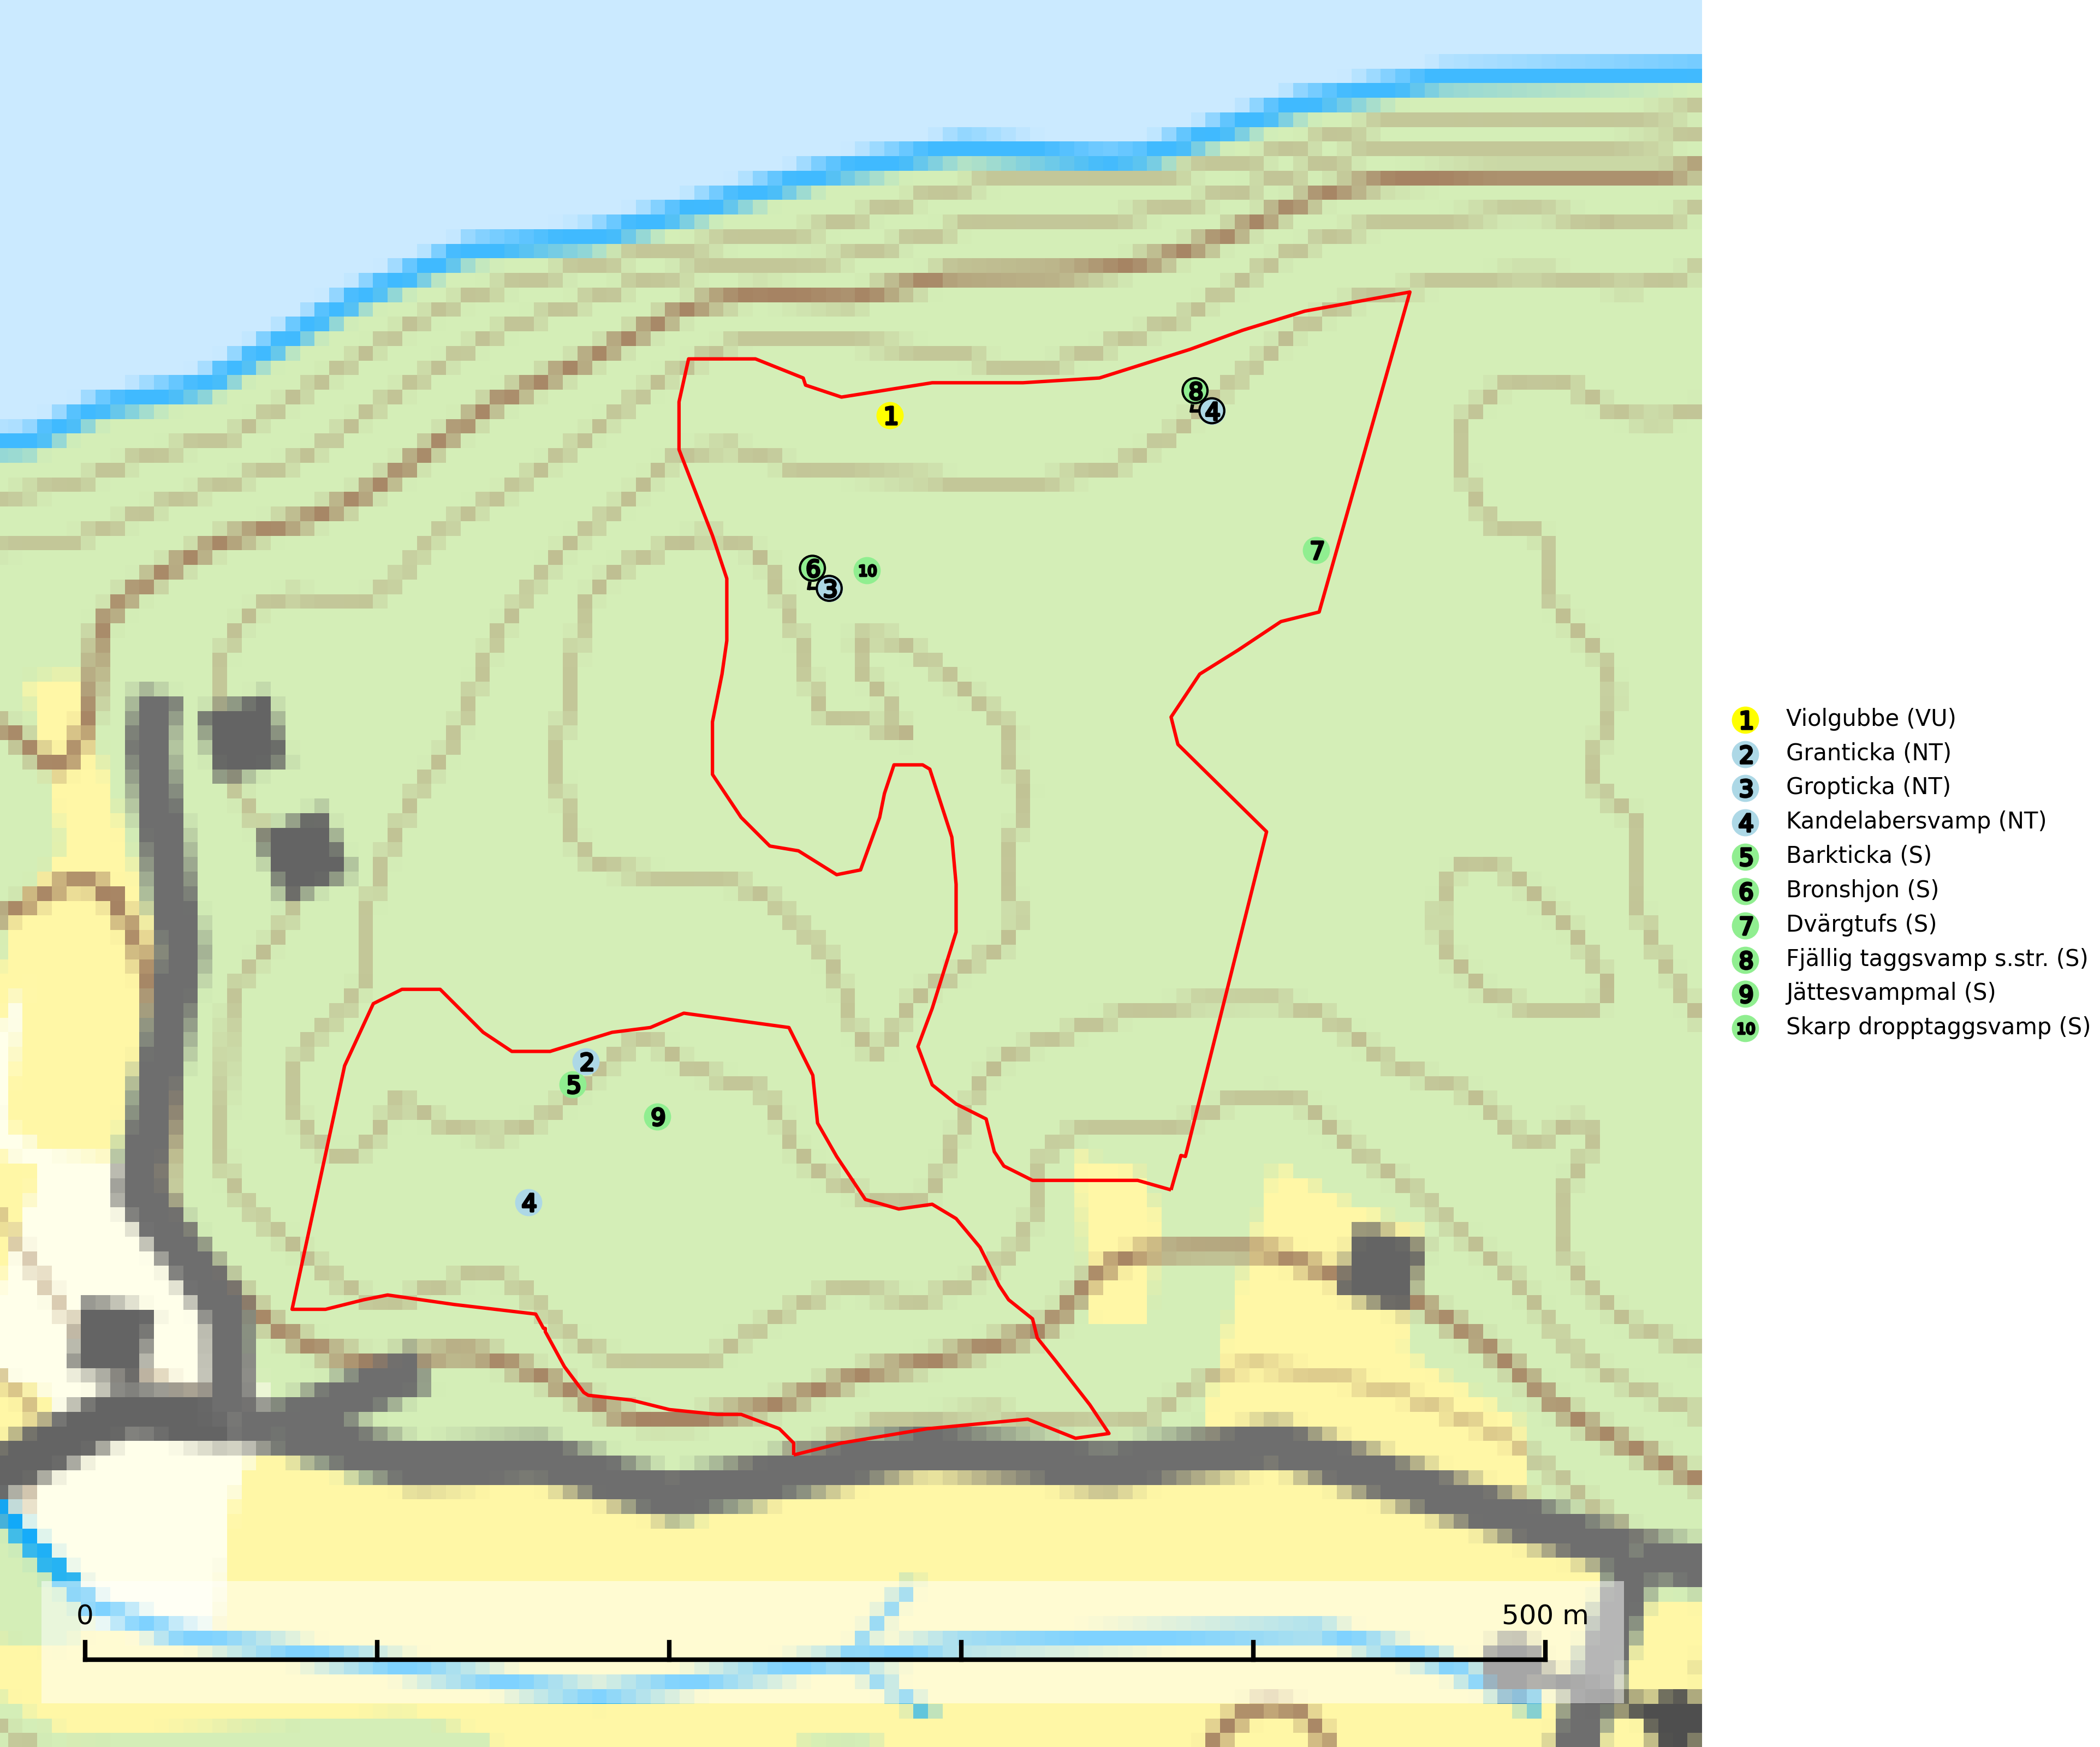 8
4
1
7
6
10
3
2
5
9
4
1 Violgubbe (VU)
2 Granticka (NT)
3 Gropticka (NT)
4 Kandelabersvamp (NT)
5 Barkticka (S)
6 Bronshjon (S)
7 Dvärgtufs (S)
8 Fjällig taggsvamp s.str. (S)
9 Jättesvampmal (S)
10 Skarp dropptaggsvamp (S)
0 500 m